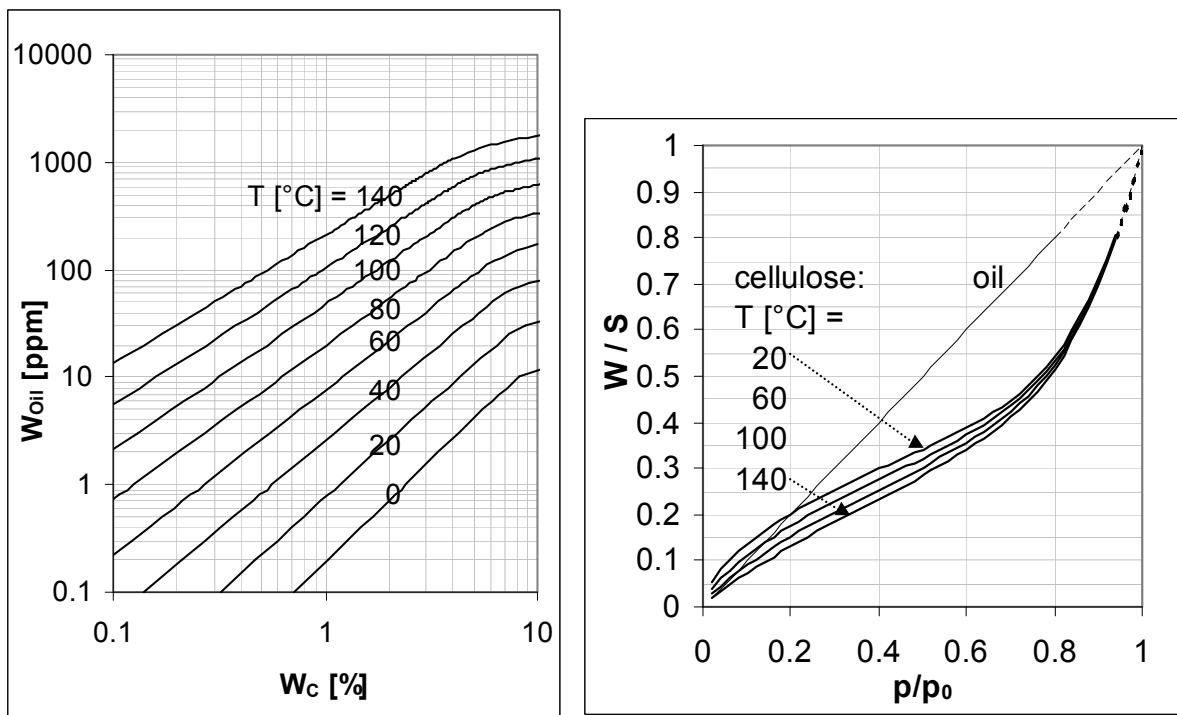 10000
1000
100
10
1
0.1
W_Oil [ppm]
T [°C] = 140
120
100
80
60
40
20
0
0.1 1 10
W_C [%]
1
0.9
0.8
0.7
0.6
0.5
0.4
0.3
0.2
0.1
0
W / S
cellulose:
T [°C] =
20
60
100
140
oil
0 0.2 0.4 0.6 0.8 1
p/p₀